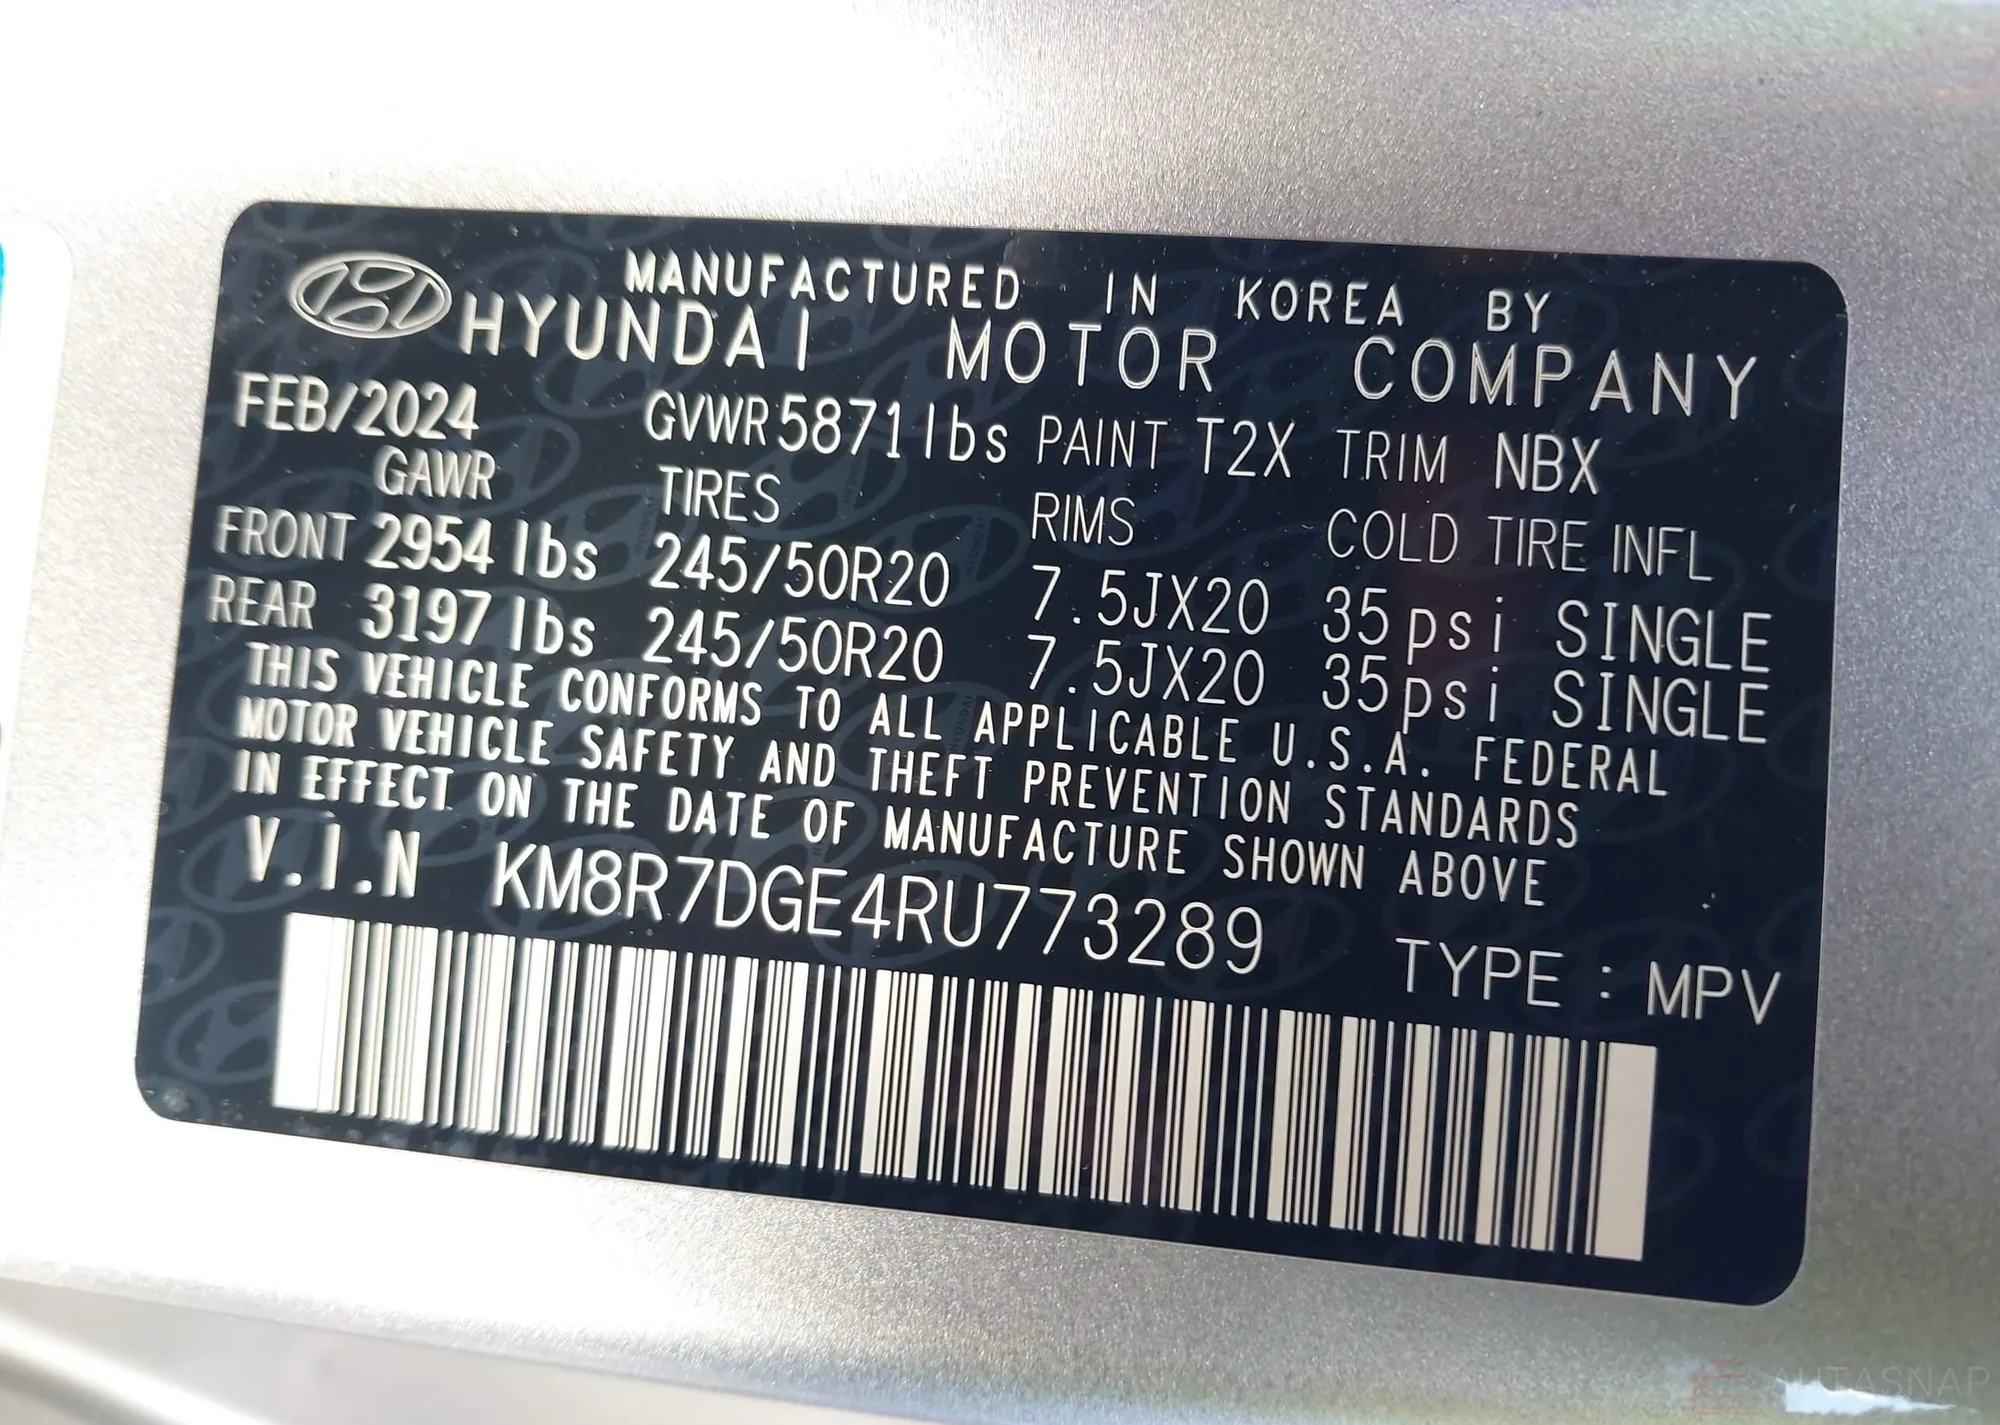 MANUFACTURED IN KOREA BY
HYUNDAI MOTOR COMPANY
FEB/2024 GVWR 5871 lbs PAINT T2X TRIM NBX
GAWR TIRES RIMS COLD TIRE INFL
FRONT 2954 lbs 245/50R20 7.5JX20 35psi SINGLE
REAR 3197 lbs 245/50R20 7.5JX20 35psi SINGLE
THIS VEHICLE CONFORMS TO ALL APPLICABLE U.S.A. FEDERAL
MOTOR VEHICLE SAFETY AND THEFT PREVENTION STANDARDS
IN EFFECT ON THE DATE OF MANUFACTURE SHOWN ABOVE
V.I.N KM8R7DGE4RU773289
TYPE : MPV
AUTASNAP